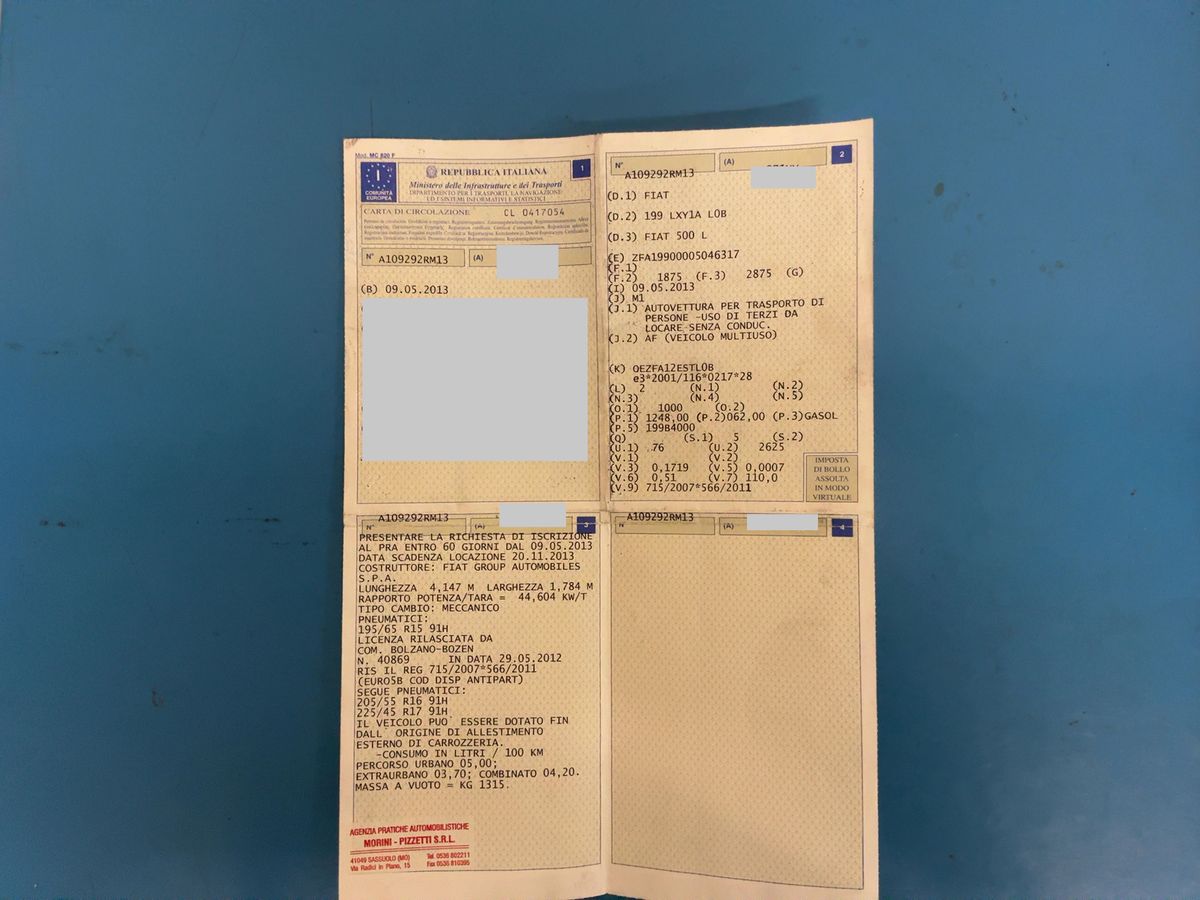 Mod. MC 820 F
I
COMUNITÀ
EUROPEA
REPUBBLICA ITALIANA
Ministero delle Infrastrutture e dei Trasporti
DIPARTIMENTO PER I TRASPORTI, LA NAVIGAZIONE
ED I SISTEMI INFORMATIVI E STATISTICI
1
CARTA DI CIRCOLAZIONE CL 0417054
N° A109292RM13 (A)
(B) 09.05.2013
N° A109292RM13 (A)
2
(D.1) FIAT
(D.2) 199 LXY1A L0B
(D.3) FIAT 500 L
(E) ZFA19900005046317
(F.1)
(F.2) 1875 (F.3) 2875 (G)
(I) 09.05.2013
(J) M1
(J.1) AUTOVETTURA PER TRASPORTO DI
PERSONE -USO DI TERZI DA
LOCARE SENZA CONDUC.
(J.2) AF (VEICOLO MULTIUSO)
(K) OEZFA12ESTL0B
e3*2001/116*0217*28
(L) 2 (N.1) (N.2)
(N.3) (N.4) (N.5)
(O.1) 1000 (O.2)
(P.1) 1248,00 (P.2)062,00 (P.3)GASOL
(P.5) 199B4000
(Q) (S.1) 5 (S.2)
(U.1) 76 (U.2) 2625
(V.1) (V.2)
(V.3) 0,1719 (V.5) 0,0007
(V.6) 0,51 (V.7) 110,0
(V.9) 715/2007*566/2011
IMPOSTA
DI BOLLO
ASSOLTA
IN MODO
VIRTUALE
N° A109292RM13 (A)
3
PRESENTARE LA RICHIESTA DI ISCRIZIONE
AL PRA ENTRO 60 GIORNI DAL 09.05.2013
DATA SCADENZA LOCAZIONE 20.11.2013
COSTRUTTORE: FIAT GROUP AUTOMOBILES
S.P.A.
LUNGHEZZA 4,147 M LARGHEZZA 1,784 M
RAPPORTO POTENZA/TARA = 44,604 KW/T
TIPO CAMBIO: MECCANICO
PNEUMATICI:
195/65 R15 91H
LICENZA RILASCIATA DA
COM. BOLZANO-BOZEN
N. 40869 IN DATA 29.05.2012
RIS IL REG 715/2007*566/2011
(EURO5B COD DISP ANTIPART)
SEGUE PNEUMATICI:
205/55 R16 91H
225/45 R17 91H
IL VEICOLO PUO` ESSERE DOTATO FIN
DALL` ORIGINE DI ALLESTIMENTO
ESTERNO DI CARROZZERIA.
-CONSUMO IN LITRI / 100 KM
PERCORSO URBANO 05,00;
EXTRAURBANO 03,70; COMBINATO 04,20.
MASSA A VUOTO = KG 1315.
AGENZIA PRATICHE AUTOMOBILISTICHE
MORINI - PIZZETTI S.R.L.
41049 SASSUOLO (MO) Tel. 0536 802211
Via Radici in Piano, 15 Fax 0536 810395
N° A109292RM13 (A)
4